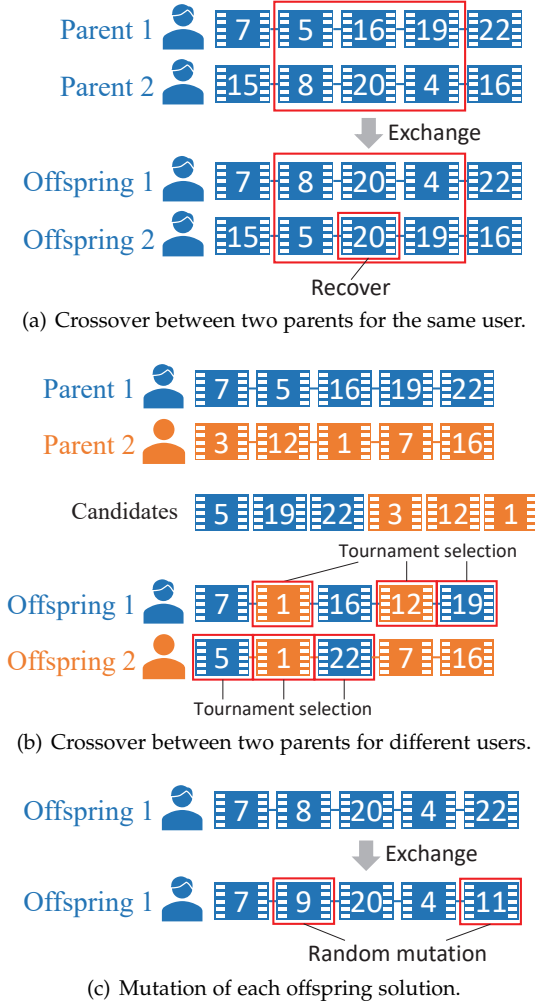 Parent 1 7 5 16 19 22
Parent 2 15 8 20 4 16
Exchange
Offspring 1 7 8 20 4 22
Offspring 2 15 5 20 19 16
Recover
(a) Crossover between two parents for the same user.
Parent 1 7 5 16 19 22
Parent 2 3 12 1 7 16
Candidates 5 19 22 3 12 1
Tournament selection
Offspring 1 7 1 16 12 19
Offspring 2 5 1 22 7 16
Tournament selection
(b) Crossover between two parents for different users.
Offspring 1 7 8 20 4 22
Exchange
Offspring 1 7 9 20 4 11
Random mutation
(c) Mutation of each offspring solution.